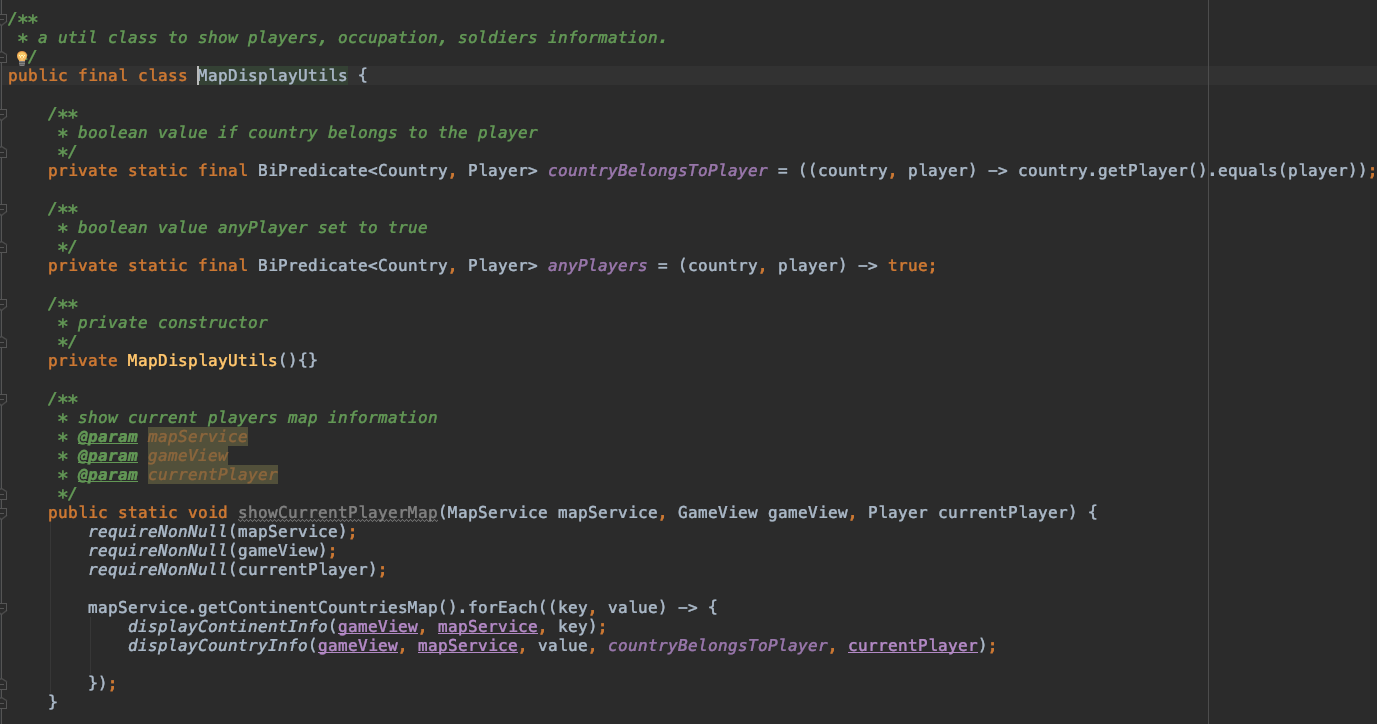 /**
 * a util class to show players, occupation, soldiers information.
 */
public final class MapDisplayUtils {

    /**
     * boolean value if country belongs to the player
     */
    private static final BiPredicate<Country, Player> countryBelongsToPlayer = ((country, player) -> country.getPlayer().equals(player));

    /**
     * boolean value anyPlayer set to true
     */
    private static final BiPredicate<Country, Player> anyPlayers = (country, player) -> true;

    /**
     * private constructor
     */
    private MapDisplayUtils(){}

    /**
     * show current players map information
     * @param mapService
     * @param gameView
     * @param currentPlayer
     */
    public static void showCurrentPlayerMap(MapService mapService, GameView gameView, Player currentPlayer) {
        requireNonNull(mapService);
        requireNonNull(gameView);
        requireNonNull(currentPlayer);

        mapService.getContinentCountriesMap().forEach((key, value) -> {
            displayContinentInfo(gameView, mapService, key);
            displayCountryInfo(gameView, mapService, value, countryBelongsToPlayer, currentPlayer);

        });
    }